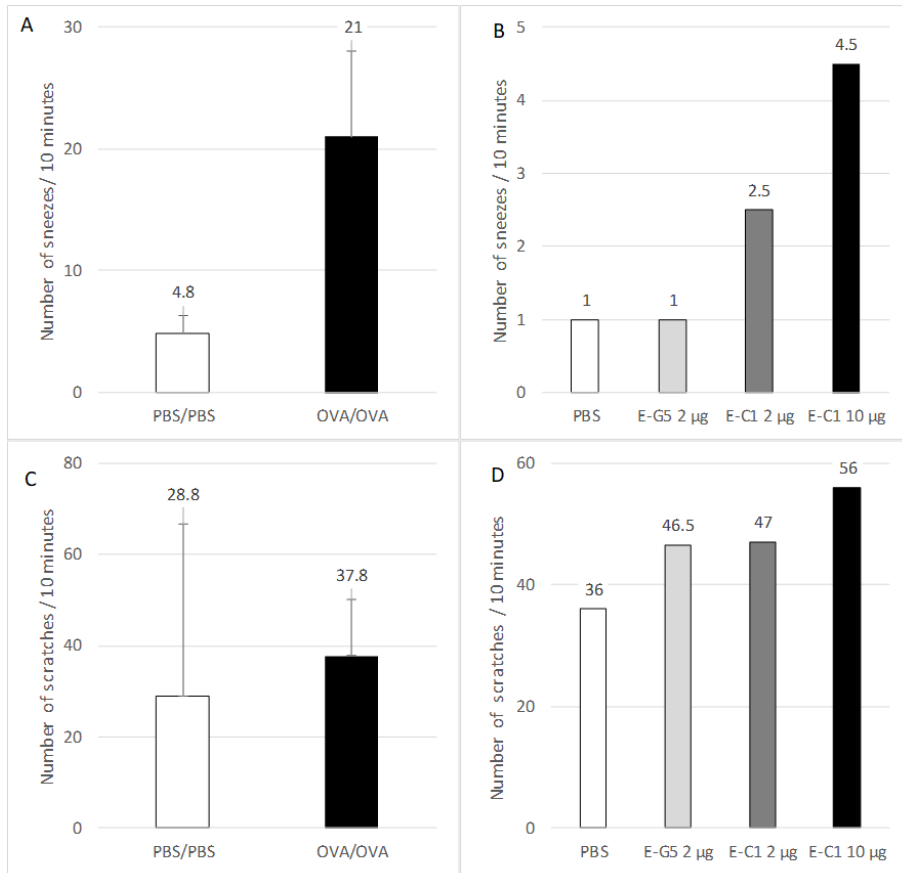 A
Number of sneezes/ 10 minutes
30
20
10
0
4.8
21
PBS/PBS
OVA/OVA
B
Number of sneezes / 10 minutes
5
4
3
2
1
0
1
1
2.5
4.5
PBS
E-G5 2 µg
E-C1 2 µg
E-C1 10 µg
C
Number of scratches / 10 minutes
80
60
40
20
0
28.8
37.8
PBS/PBS
OVA/OVA
D
Number of scratches / 10 minutes
60
40
20
0
36
46.5
47
56
PBS
E-G5 2 µg
E-C1 2 µg
E-C1 10 µg